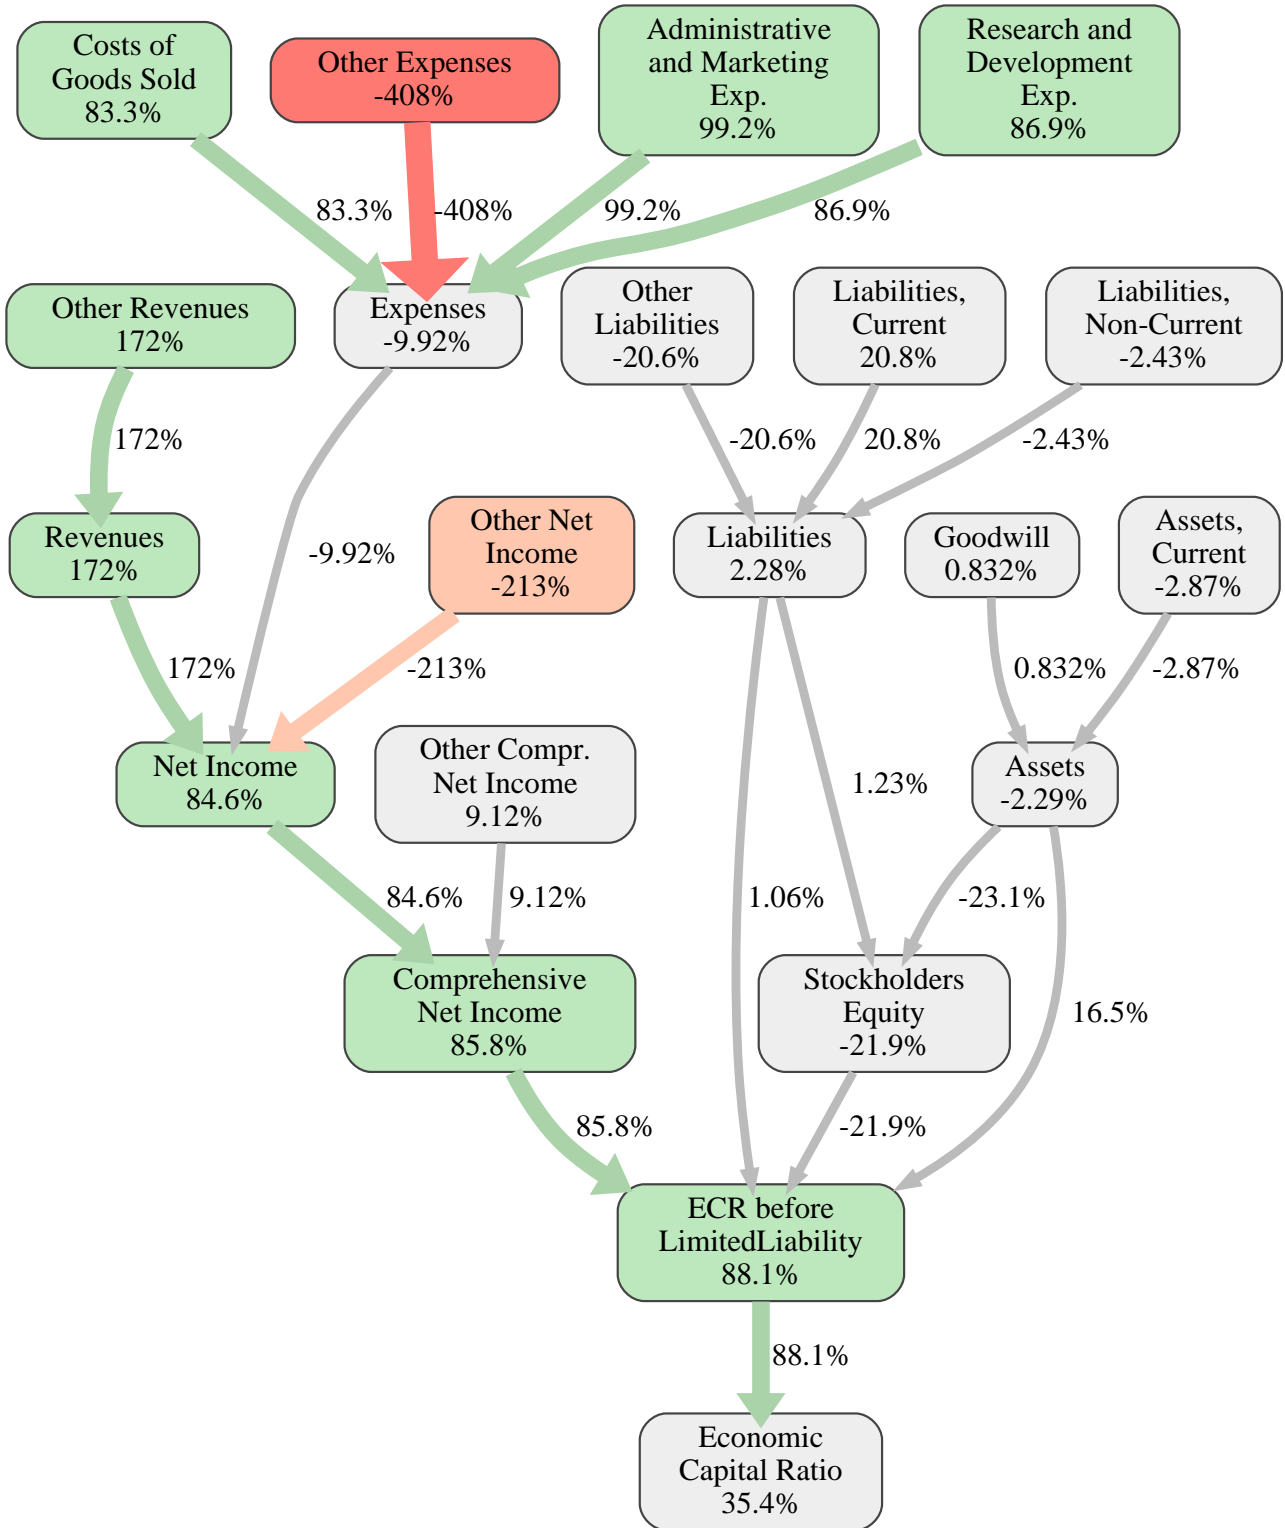 Costs of
Goods Sold
83.3%
Other Expenses
-408%
Administrative
and Marketing
Exp.
99.2%
Research and
Development
Exp.
86.9%
83.3%
-408%
99.2%
86.9%
Other Revenues
172%
Expenses
-9.92%
Other
Liabilities
-20.6%
Liabilities,
Current
20.8%
Liabilities,
Non-Current
-2.43%
172%
-20.6%
20.8%
-2.43%
Revenues
172%
-9.92%
Other Net
Income
-213%
Liabilities
2.28%
Goodwill
0.832%
Assets,
Current
-2.87%
172%
-213%
0.832%
-2.87%
Net Income
84.6%
Other Compr.
Net Income
9.12%
1.23%
Assets
-2.29%
84.6%
9.12%
1.06%
-23.1%
Comprehensive
Net Income
85.8%
Stockholders
Equity
-21.9%
16.5%
85.8%
-21.9%
ECR before
LimitedLiability
88.1%
88.1%
Economic
Capital Ratio
35.4%